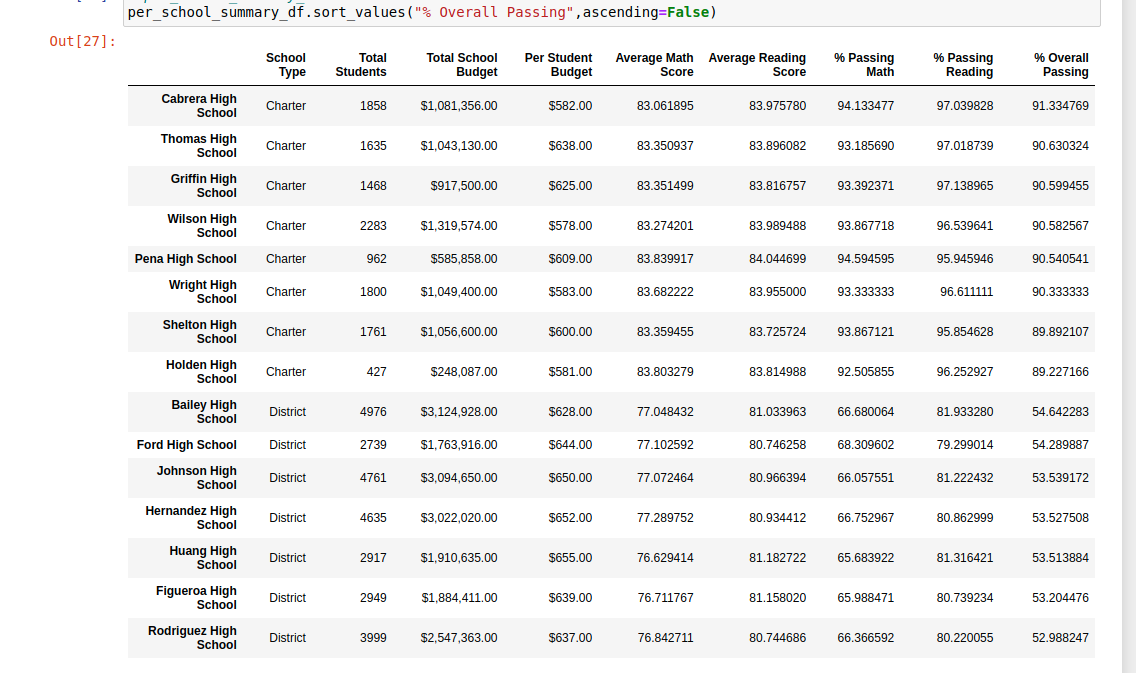 per_school_summary_df.sort_values("% Overall Passing",ascending=False)
Out[27]:
School Type Total Students Total School Budget Per Student Budget Average Math Score Average Reading Score % Passing Math % Passing Reading % Overall Passing
Cabrera High School Charter 1858 $1,081,356.00 $582.00 83.061895 83.975780 94.133477 97.039828 91.334769
Thomas High School Charter 1635 $1,043,130.00 $638.00 83.350937 83.896082 93.185690 97.018739 90.630324
Griffin High School Charter 1468 $917,500.00 $625.00 83.351499 83.816757 93.392371 97.138965 90.599455
Wilson High School Charter 2283 $1,319,574.00 $578.00 83.274201 83.989488 93.867718 96.539641 90.582567
Pena High School Charter 962 $585,858.00 $609.00 83.839917 84.044699 94.594595 95.945946 90.540541
Wright High School Charter 1800 $1,049,400.00 $583.00 83.682222 83.955000 93.333333 96.611111 90.333333
Shelton High School Charter 1761 $1,056,600.00 $600.00 83.359455 83.725724 93.867121 95.854628 89.892107
Holden High School Charter 427 $248,087.00 $581.00 83.803279 83.814988 92.505855 96.252927 89.227166
Bailey High School District 4976 $3,124,928.00 $628.00 77.048432 81.033963 66.680064 81.933280 54.642283
Ford High School District 2739 $1,763,916.00 $644.00 77.102592 80.746258 68.309602 79.299014 54.289887
Johnson High School District 4761 $3,094,650.00 $650.00 77.072464 80.966394 66.057551 81.222432 53.539172
Hernandez High School District 4635 $3,022,020.00 $652.00 77.289752 80.934412 66.752967 80.862999 53.527508
Huang High School District 2917 $1,910,635.00 $655.00 76.629414 81.182722 65.683922 81.316421 53.513884
Figueroa High School District 2949 $1,884,411.00 $639.00 76.711767 81.158020 65.988471 80.739234 53.204476
Rodriguez High School District 3999 $2,547,363.00 $637.00 76.842711 80.744686 66.366592 80.220055 52.988247